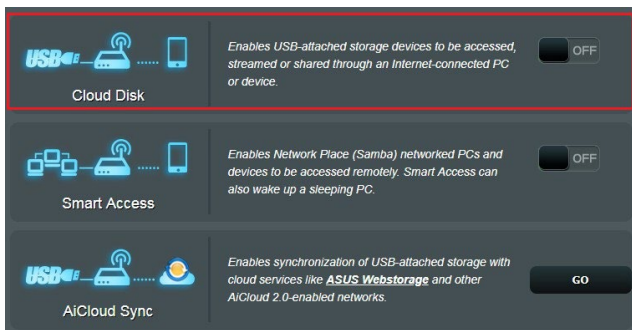 USB
Cloud Disk
Enables USB-attached storage devices to be accessed,
streamed or shared through an Internet-connected PC
or device.
OFF
Smart Access
Enables Network Place (Samba) networked PCs and
devices to be accessed remotely. Smart Access can
also wake up a sleeping PC.
OFF
USB
AiCloud Sync
Enables synchronization of USB-attached storage with
cloud services like ASUS Webstorage and other
AiCloud 2.0-enabled networks.
GO